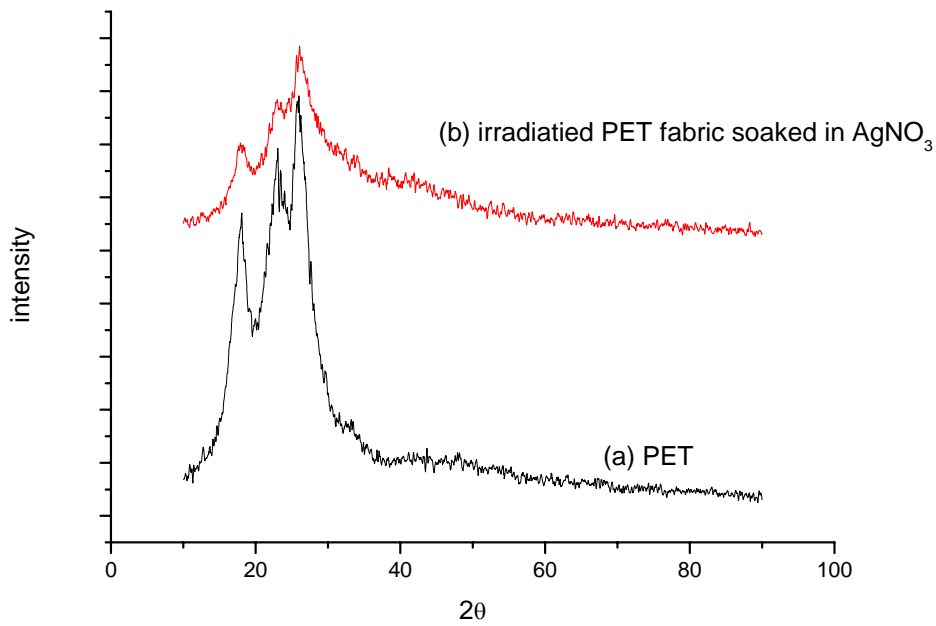 (b) irradiatied PET fabric soaked in AgNO₃
intensity
(a) PET
0 20 40 60 80 100
2θ